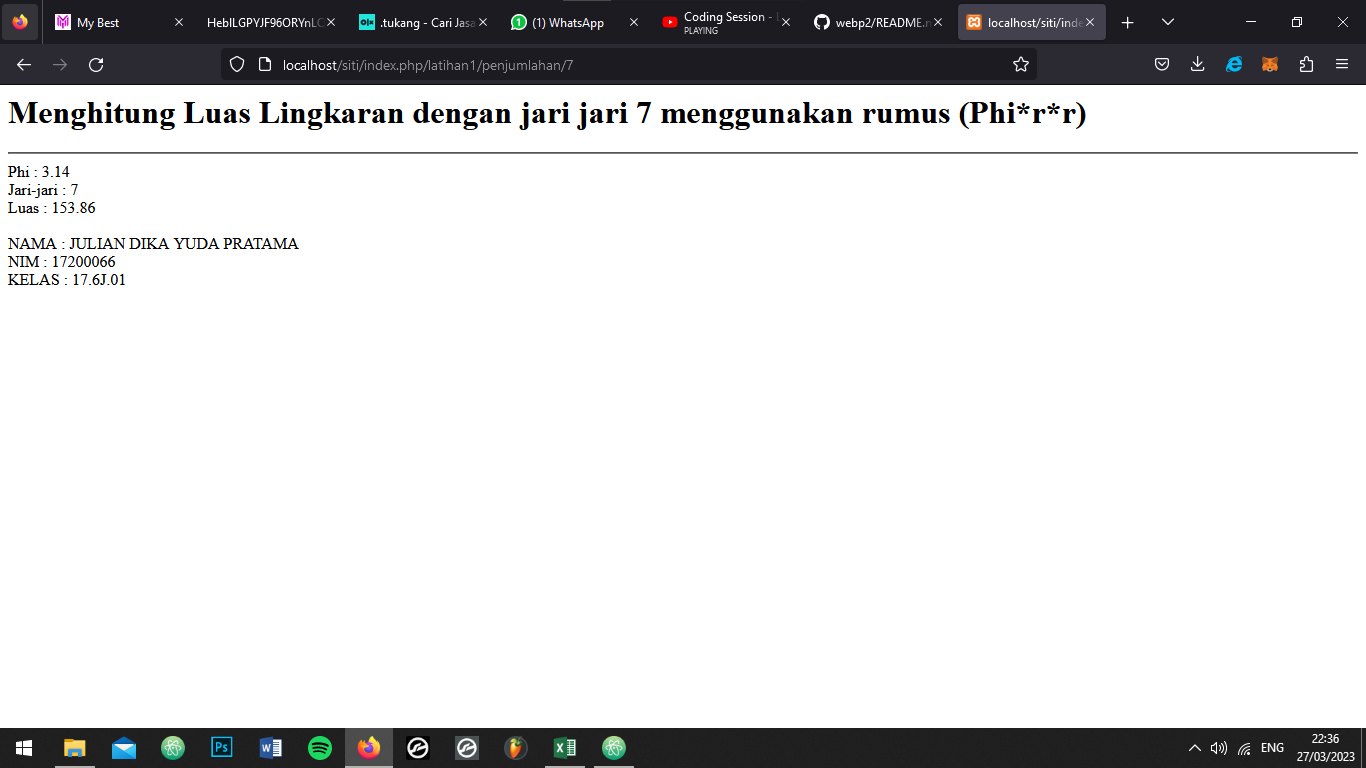 My Best
HeblLGPYJF96ORYnLC
.tukang - Cari Jasa
(1) WhatsApp
Coding Session - 
PLAYING
webp2/README.m
localhost/siti/inde
localhost/siti/index.php/latihan1/penjumlahan/7
Menghitung Luas Lingkaran dengan jari jari 7 menggunakan rumus (Phi*r*r)
Phi : 3.14
Jari-jari : 7
Luas : 153.86
NAMA : JULIAN DIKA YUDA PRATAMA
NIM : 17200066
KELAS : 17.6J.01
Ps
ENG
22:36
27/03/2023